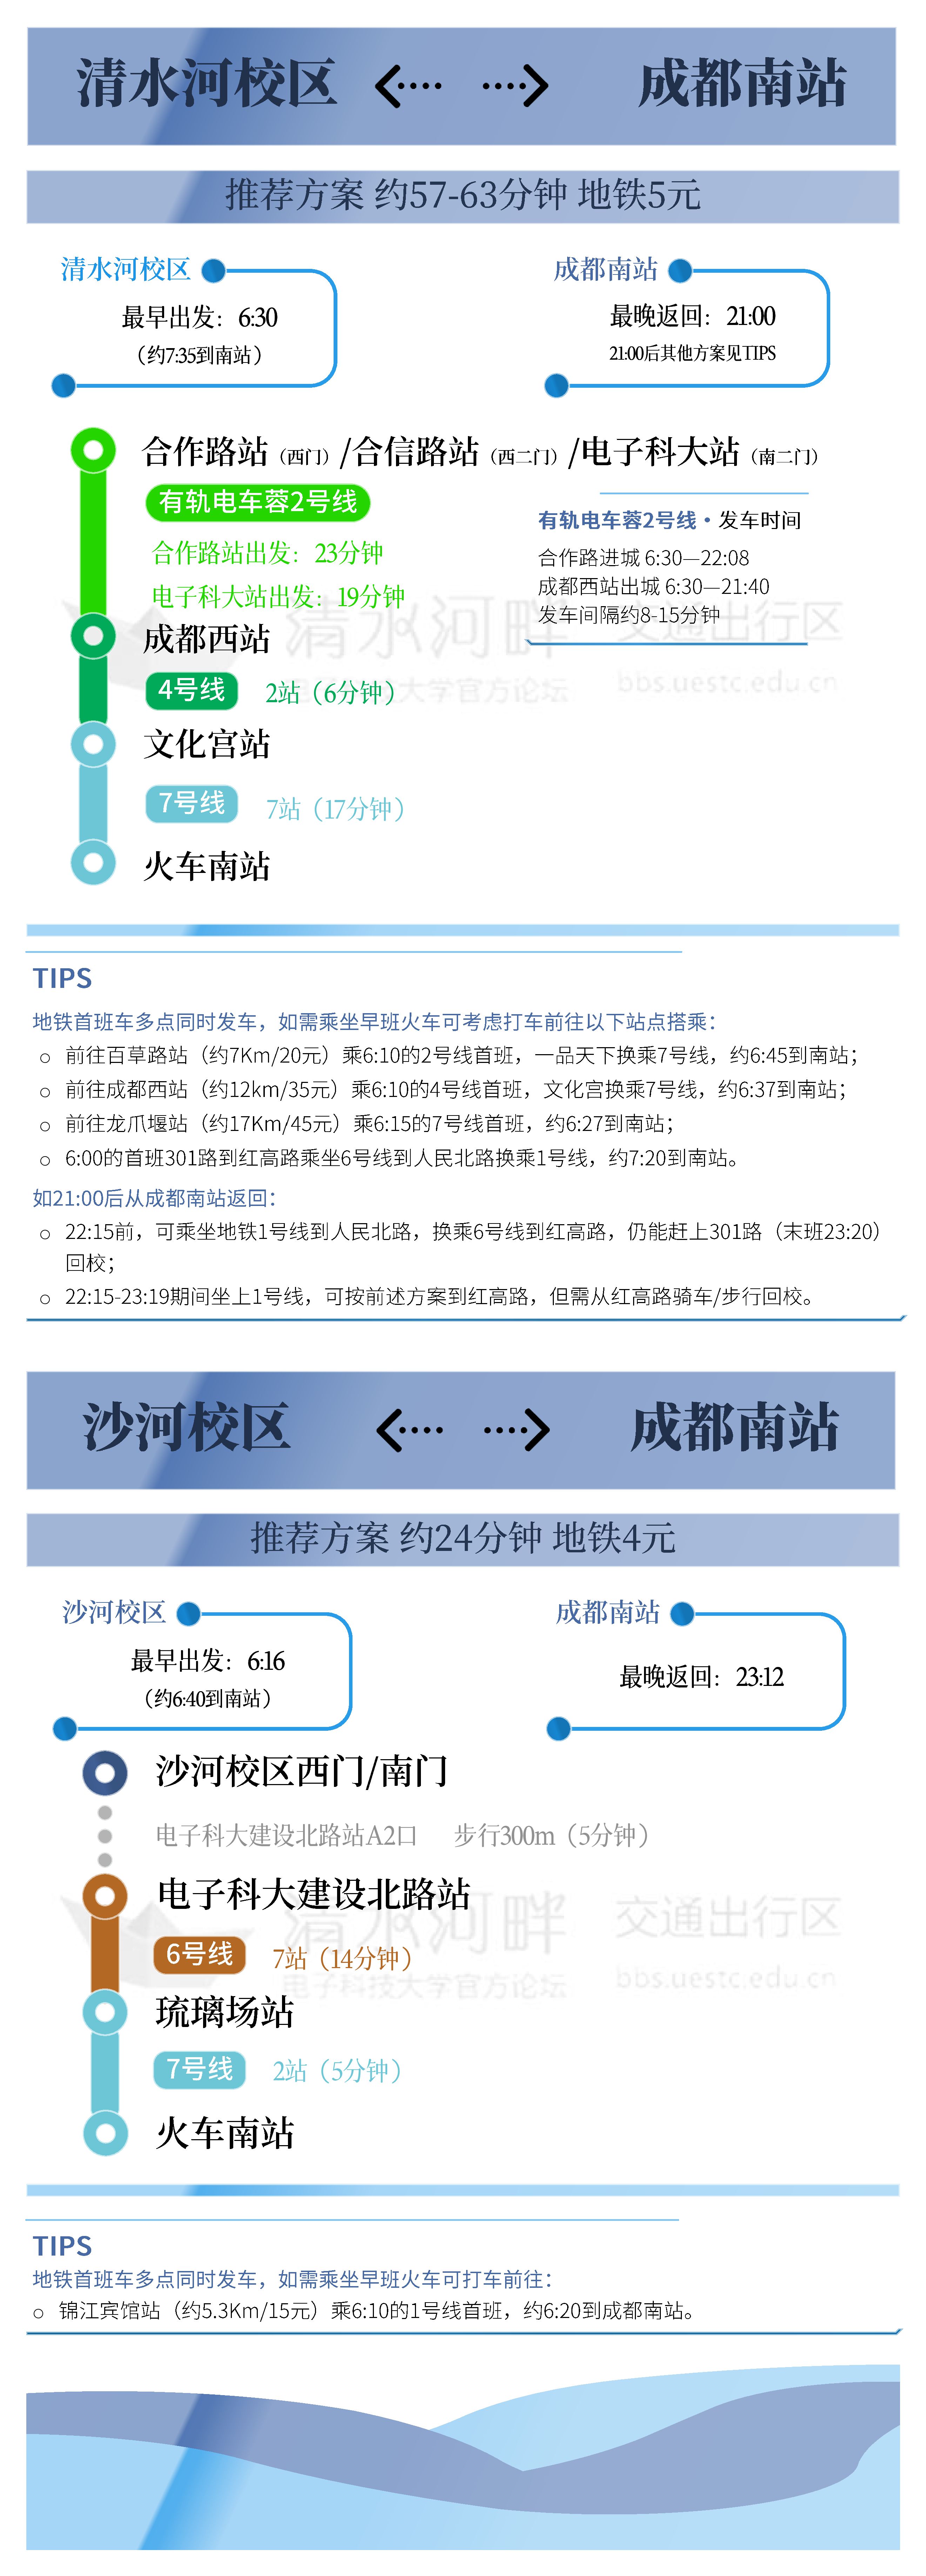 清水河校区
成都南站
推荐方案 约57-63分钟 地铁5元
清水河校区
最早出发：6:30
（约7:35到南站）
成都南站
最晚返回：21:00
21:00后其他方案见TIPS
合作路站（西门）/合信路站（西二门）/电子科大站（南二门）
有轨电车蓉2号线
合作路站出发：23分钟
电子科大站出发：19分钟
有轨电车蓉2号线·发车时间
合作路进城 6:30—22:08
成都西站出城 6:30—21:40
发车间隔约8-15分钟
成都西站
清水河畔 交通出行区
电子科技大学官方论坛 bbs.uestc.edu.cn
4号线 2站（6分钟）
文化宫站
7号线 7站（17分钟）
火车南站
TIPS
地铁首班车多点同时发车，如需乘坐早班火车可考虑打车前往以下站点搭乘：
前往百草路站（约7Km/20元）乘6:10的2号线首班，一品天下换乘7号线，约6:45到南站；
前往成都西站（约12km/35元）乘6:10的4号线首班，文化宫换乘7号线，约6:37到南站；
前往龙爪堰站（约17Km/45元）乘6:15的7号线首班，约6:27到南站；
6:00的首班301路到红高路乘坐6号线到人民北路换乘1号线，约7:20到南站。
如21:00后从成都南站返回：
22:15前，可乘坐地铁1号线到人民北路，换乘6号线到红高路，仍能赶上301路（末班23:20）
回校；
22:15-23:19期间坐上1号线，可按前述方案到红高路，但需从红高路骑车/步行回校。
沙河校区
成都南站
推荐方案 约24分钟 地铁4元
沙河校区
最早出发：6:16
（约6:40到南站）
成都南站
最晚返回：23:12
沙河校区西门/南门
电子科大建设北路站A2口 步行300m（5分钟）
电子科大建设北路站
清水河畔 交通出行区
电子科技大学官方论坛 bbs.uestc.edu.cn
6号线 7站（14分钟）
琉璃场站
7号线 2站（5分钟）
火车南站
TIPS
地铁首班车多点同时发车，如需乘坐早班火车可打车前往：
锦江宾馆站（约5.3Km/15元）乘6:10的1号线首班，约6:20到成都南站。